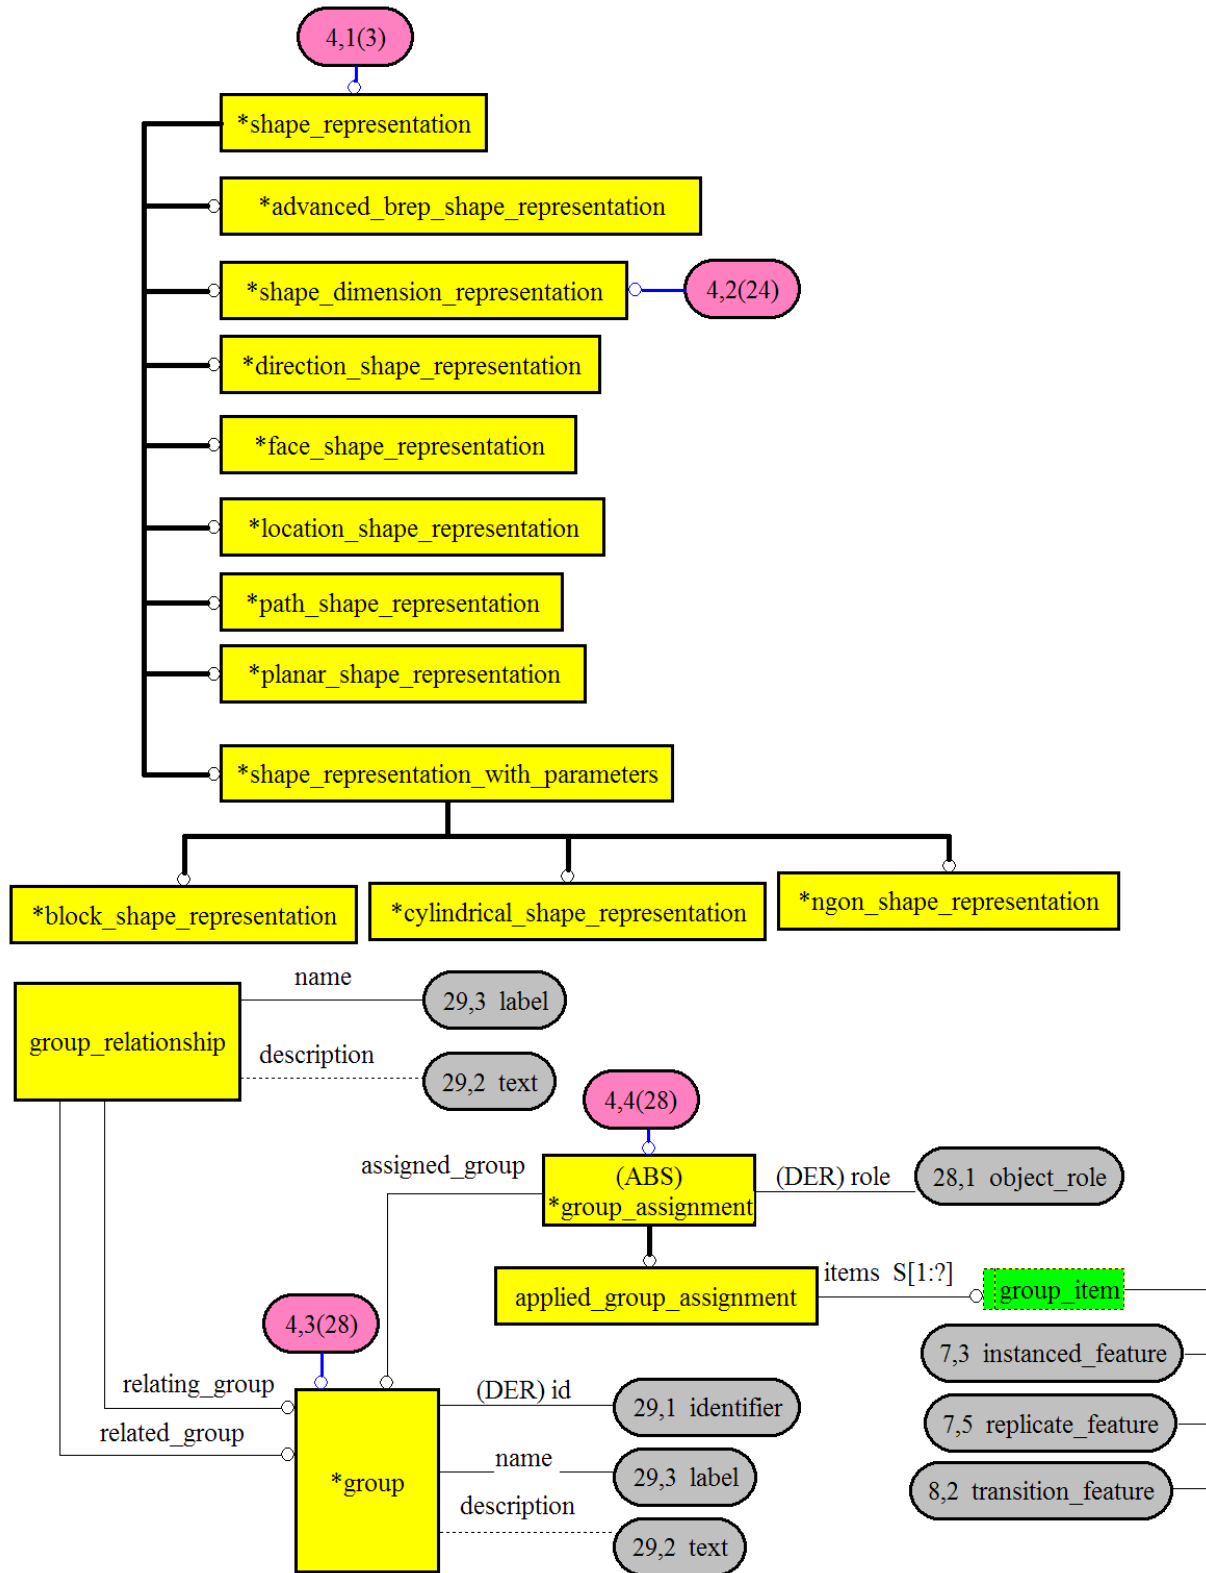 4,1(3)
*shape_representation
*advanced_brep_shape_representation
*shape_dimension_representation
4,2(24)
*direction_shape_representation
*face_shape_representation
*location_shape_representation
*path_shape_representation
*planar_shape_representation
*shape_representation_with_parameters
*block_shape_representation
*cylindrical_shape_representation
*ngon_shape_representation
name
29,3 label
group_relationship
description
29,2 text
4,4(28)
assigned_group
(ABS)
*group_assignment
(DER) role
28,1 object_role
applied_group_assignment
items S[1:?]
group_item
4,3(28)
7,3 instanced_feature
relating_group
(DER) id
29,1 identifier
7,5 replicate_feature
related_group
*group
name
29,3 label
8,2 transition_feature
description
29,2 text